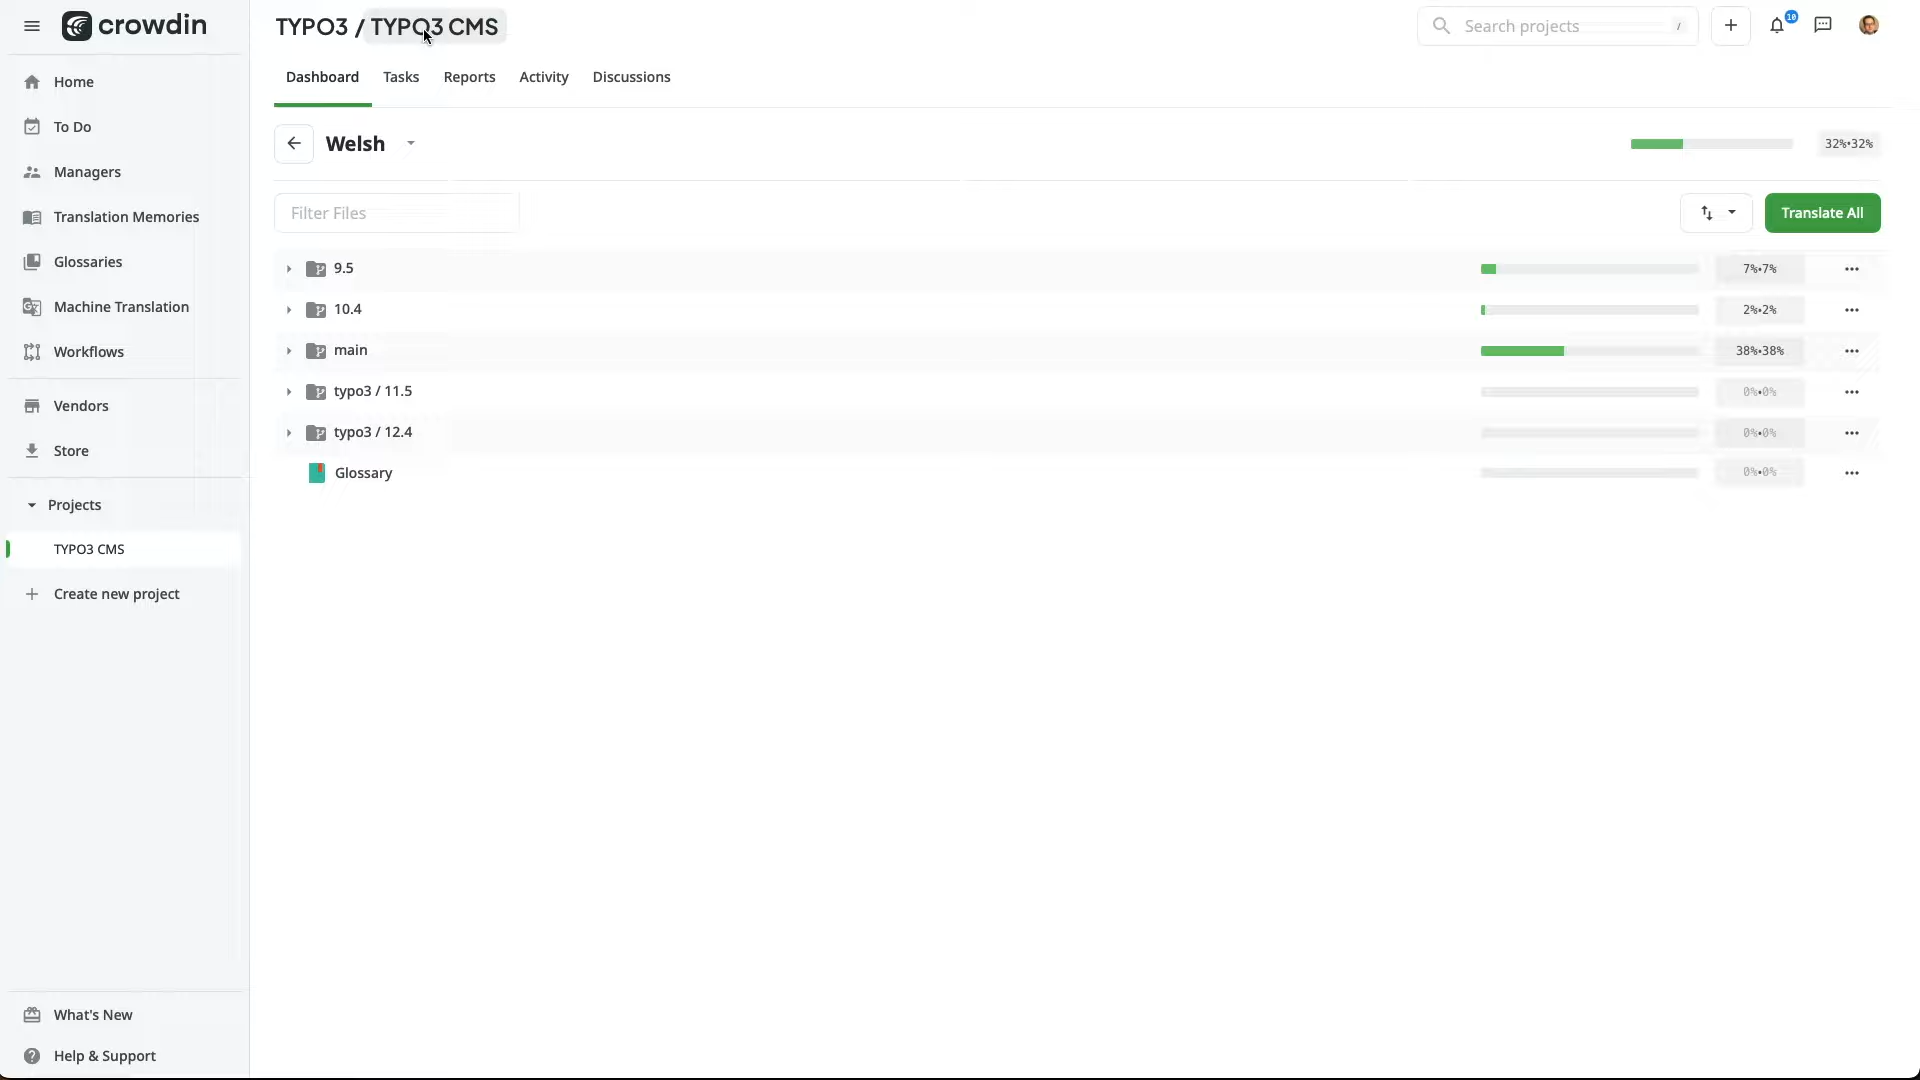 crowdin
TYPO3 / TYPO3 CMS
Search projects /
10
Home
To Do
Managers
Translation Memories
Glossaries
Machine Translation
Workflows
Vendors
Store
Projects
TYPO3 CMS
Create new project
What's New
Help & Support
Dashboard Tasks Reports Activity Discussions
Welsh 32%•32%
Filter Files Translate All
9.5 7%•7%
10.4 2%•2%
main 38%•38%
typo3 / 11.5 0%•0%
typo3 / 12.4 0%•0%
Glossary 0%•0%